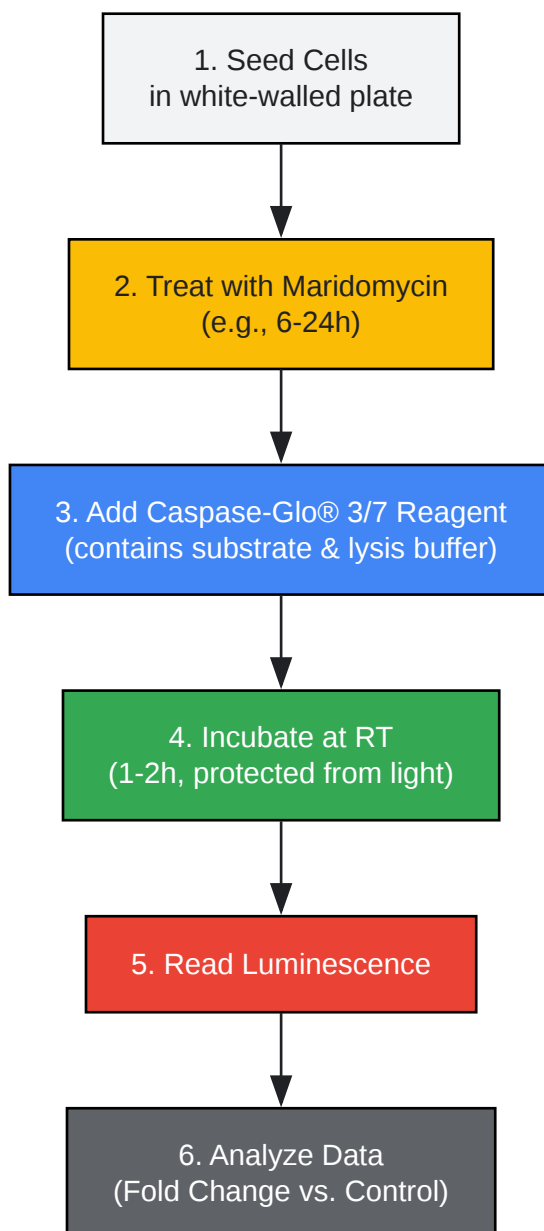 1. Seed Cells
in white-walled plate
2. Treat with Maridomycin
(e.g., 6-24h)
3. Add Caspase-Glo® 3/7 Reagent
(contains substrate & lysis buffer)
4. Incubate at RT
(1-2h, protected from light)
5. Read Luminescence
6. Analyze Data
(Fold Change vs. Control)